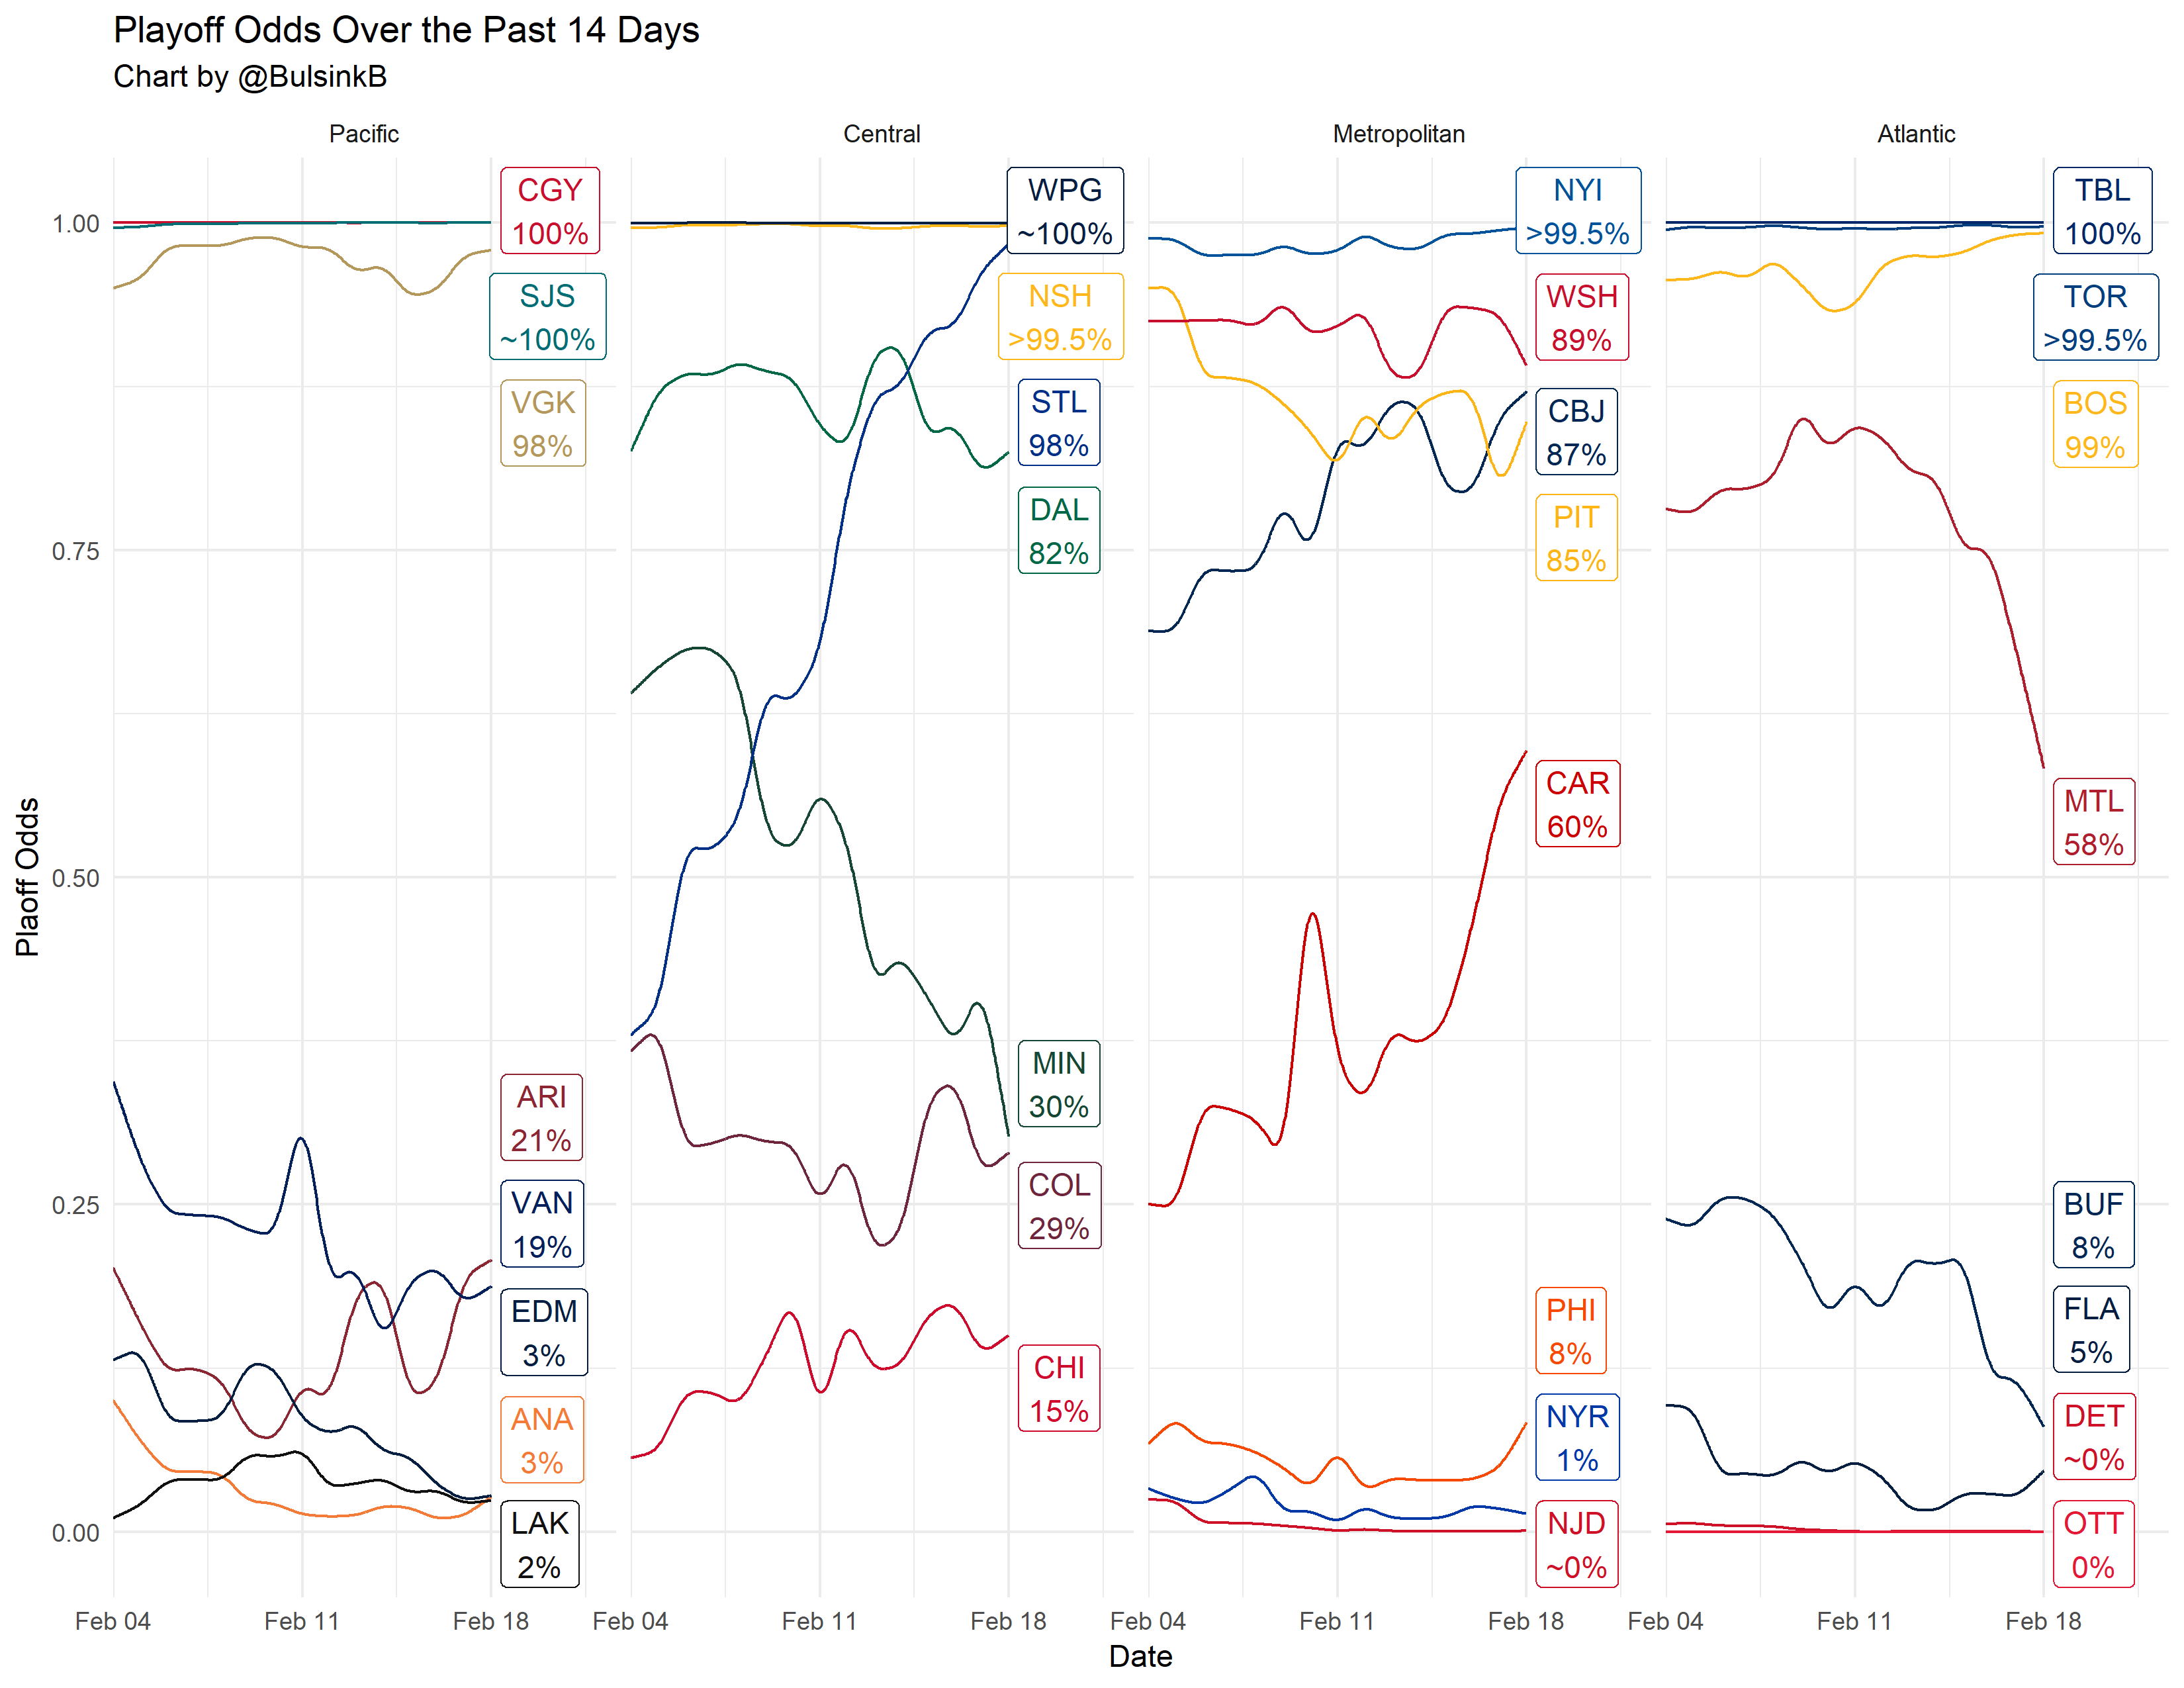 Playoff Odds Over the Past 14 Days
Chart by @BulsinkB
Pacific
Central
Metropolitan
Atlantic
Plaoff Odds
1.00
0.75
0.50
0.25
0.00
CGY
100%
SJS
~100%
VGK
98%
ARI
21%
VAN
19%
EDM
3%
ANA
3%
LAK
2%
WPG
~100%
NSH
>99.5%
STL
98%
DAL
82%
MIN
30%
COL
29%
CHI
15%
NYI
>99.5%
WSH
89%
CBJ
87%
PIT
85%
CAR
60%
PHI
8%
NYR
1%
NJD
~0%
TBL
100%
TOR
>99.5%
BOS
99%
MTL
58%
BUF
8%
FLA
5%
DET
~0%
OTT
0%
Feb 04
Feb 11
Feb 18
Feb 04
Feb 11
Feb 18
Feb 04
Feb 11
Feb 18
Feb 04
Feb 11
Feb 18
Date